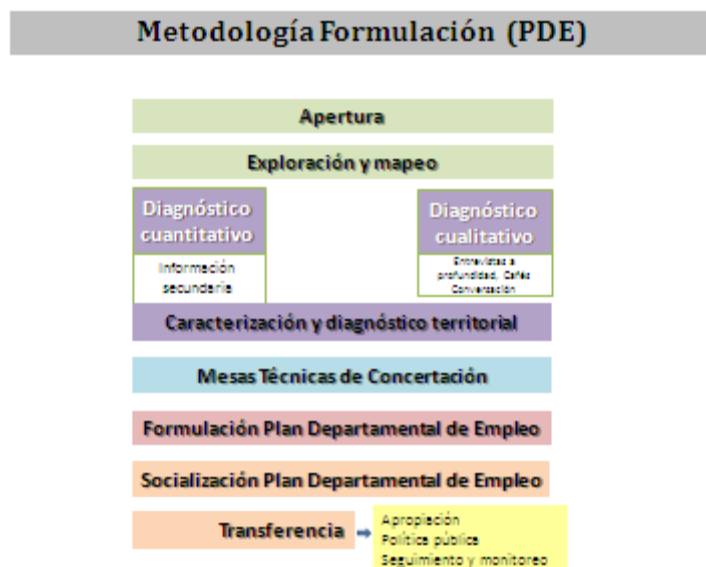 Metodología Formulación (PDE)
Apertura
Exploración y mapeo
Diagnóstico
cuantitativo
Información
secundaria
Diagnóstico
cualitativo
Entrevistas a
profundidad, Cafés
Conversación
Caracterización y diagnóstico territorial
Mesas Técnicas de Concertación
Formulación Plan Departamental de Empleo
Socialización Plan Departamental de Empleo
Transferencia
Apropiación
Política pública
Seguimiento y monitoreo